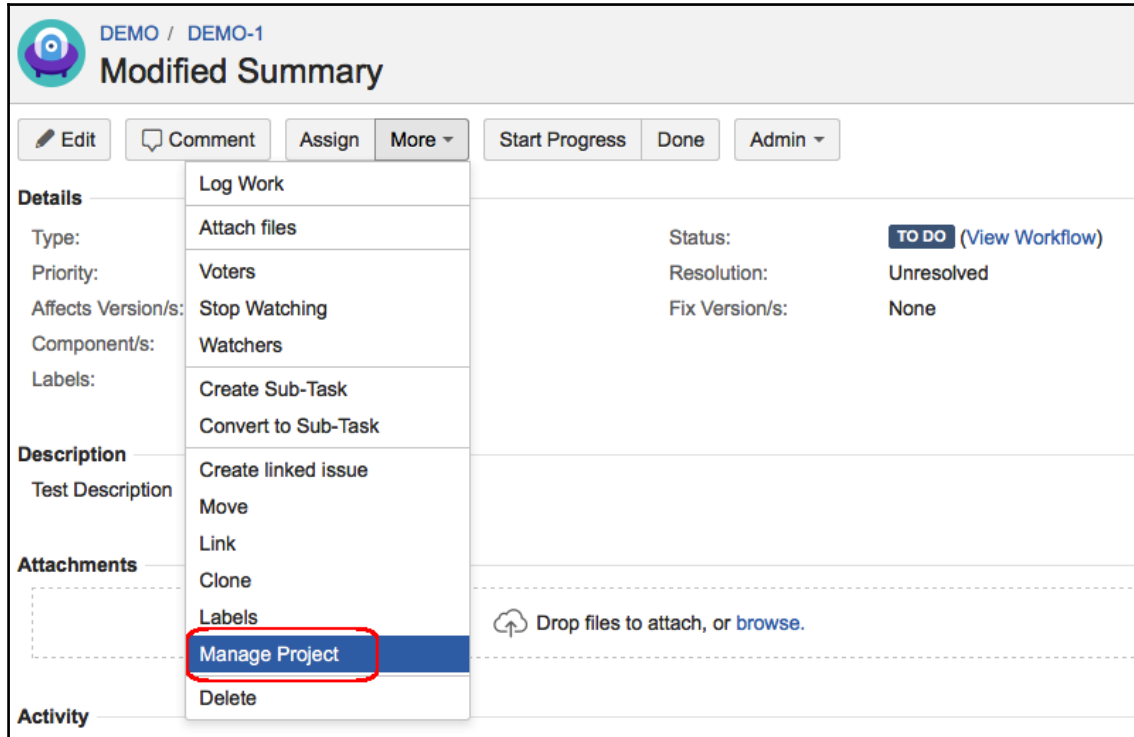 DEMO / DEMO-1
Modified Summary
Edit Comment Assign More Start Progress Done Admin
Log Work
Details
Attach files
Type: Status: TO DO (View Workflow)
Priority: Voters Resolution: Unresolved
Affects Version/s: Stop Watching Fix Version/s: None
Component/s: Watchers
Labels: Create Sub-Task
Convert to Sub-Task
Description
Create linked issue
Test Description
Move
Link
Attachments
Clone
Labels Drop files to attach, or browse.
Manage Project
Delete
Activity